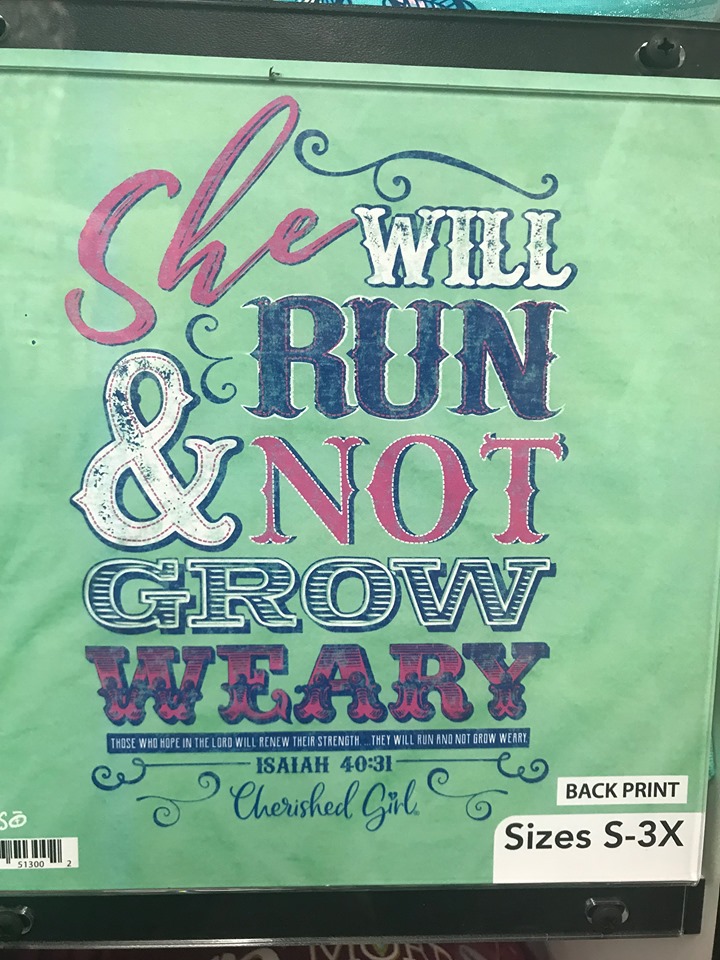 She WILL
RUN
& NOT
GROW
WEARY
THOSE WHO HOPE IN THE LORD WILL RENEW THEIR STRENGTH... THEY WILL RUN AND NOT GROW WEARY.
ISAIAH 40:31
Cherished Girl®
BACK PRINT
Sizes S-3X
51300 2